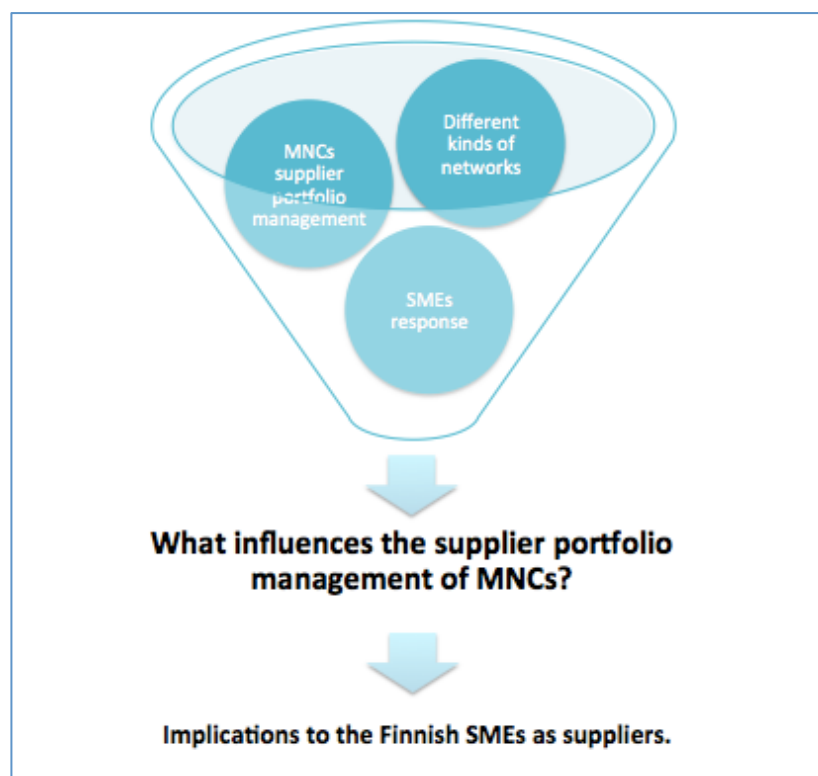 Different
kinds of
networks
MNCs
supplier
portfolio
management
SMEs
response
What influences the supplier portfolio
management of MNCs?
Implications to the Finnish SMEs as suppliers.